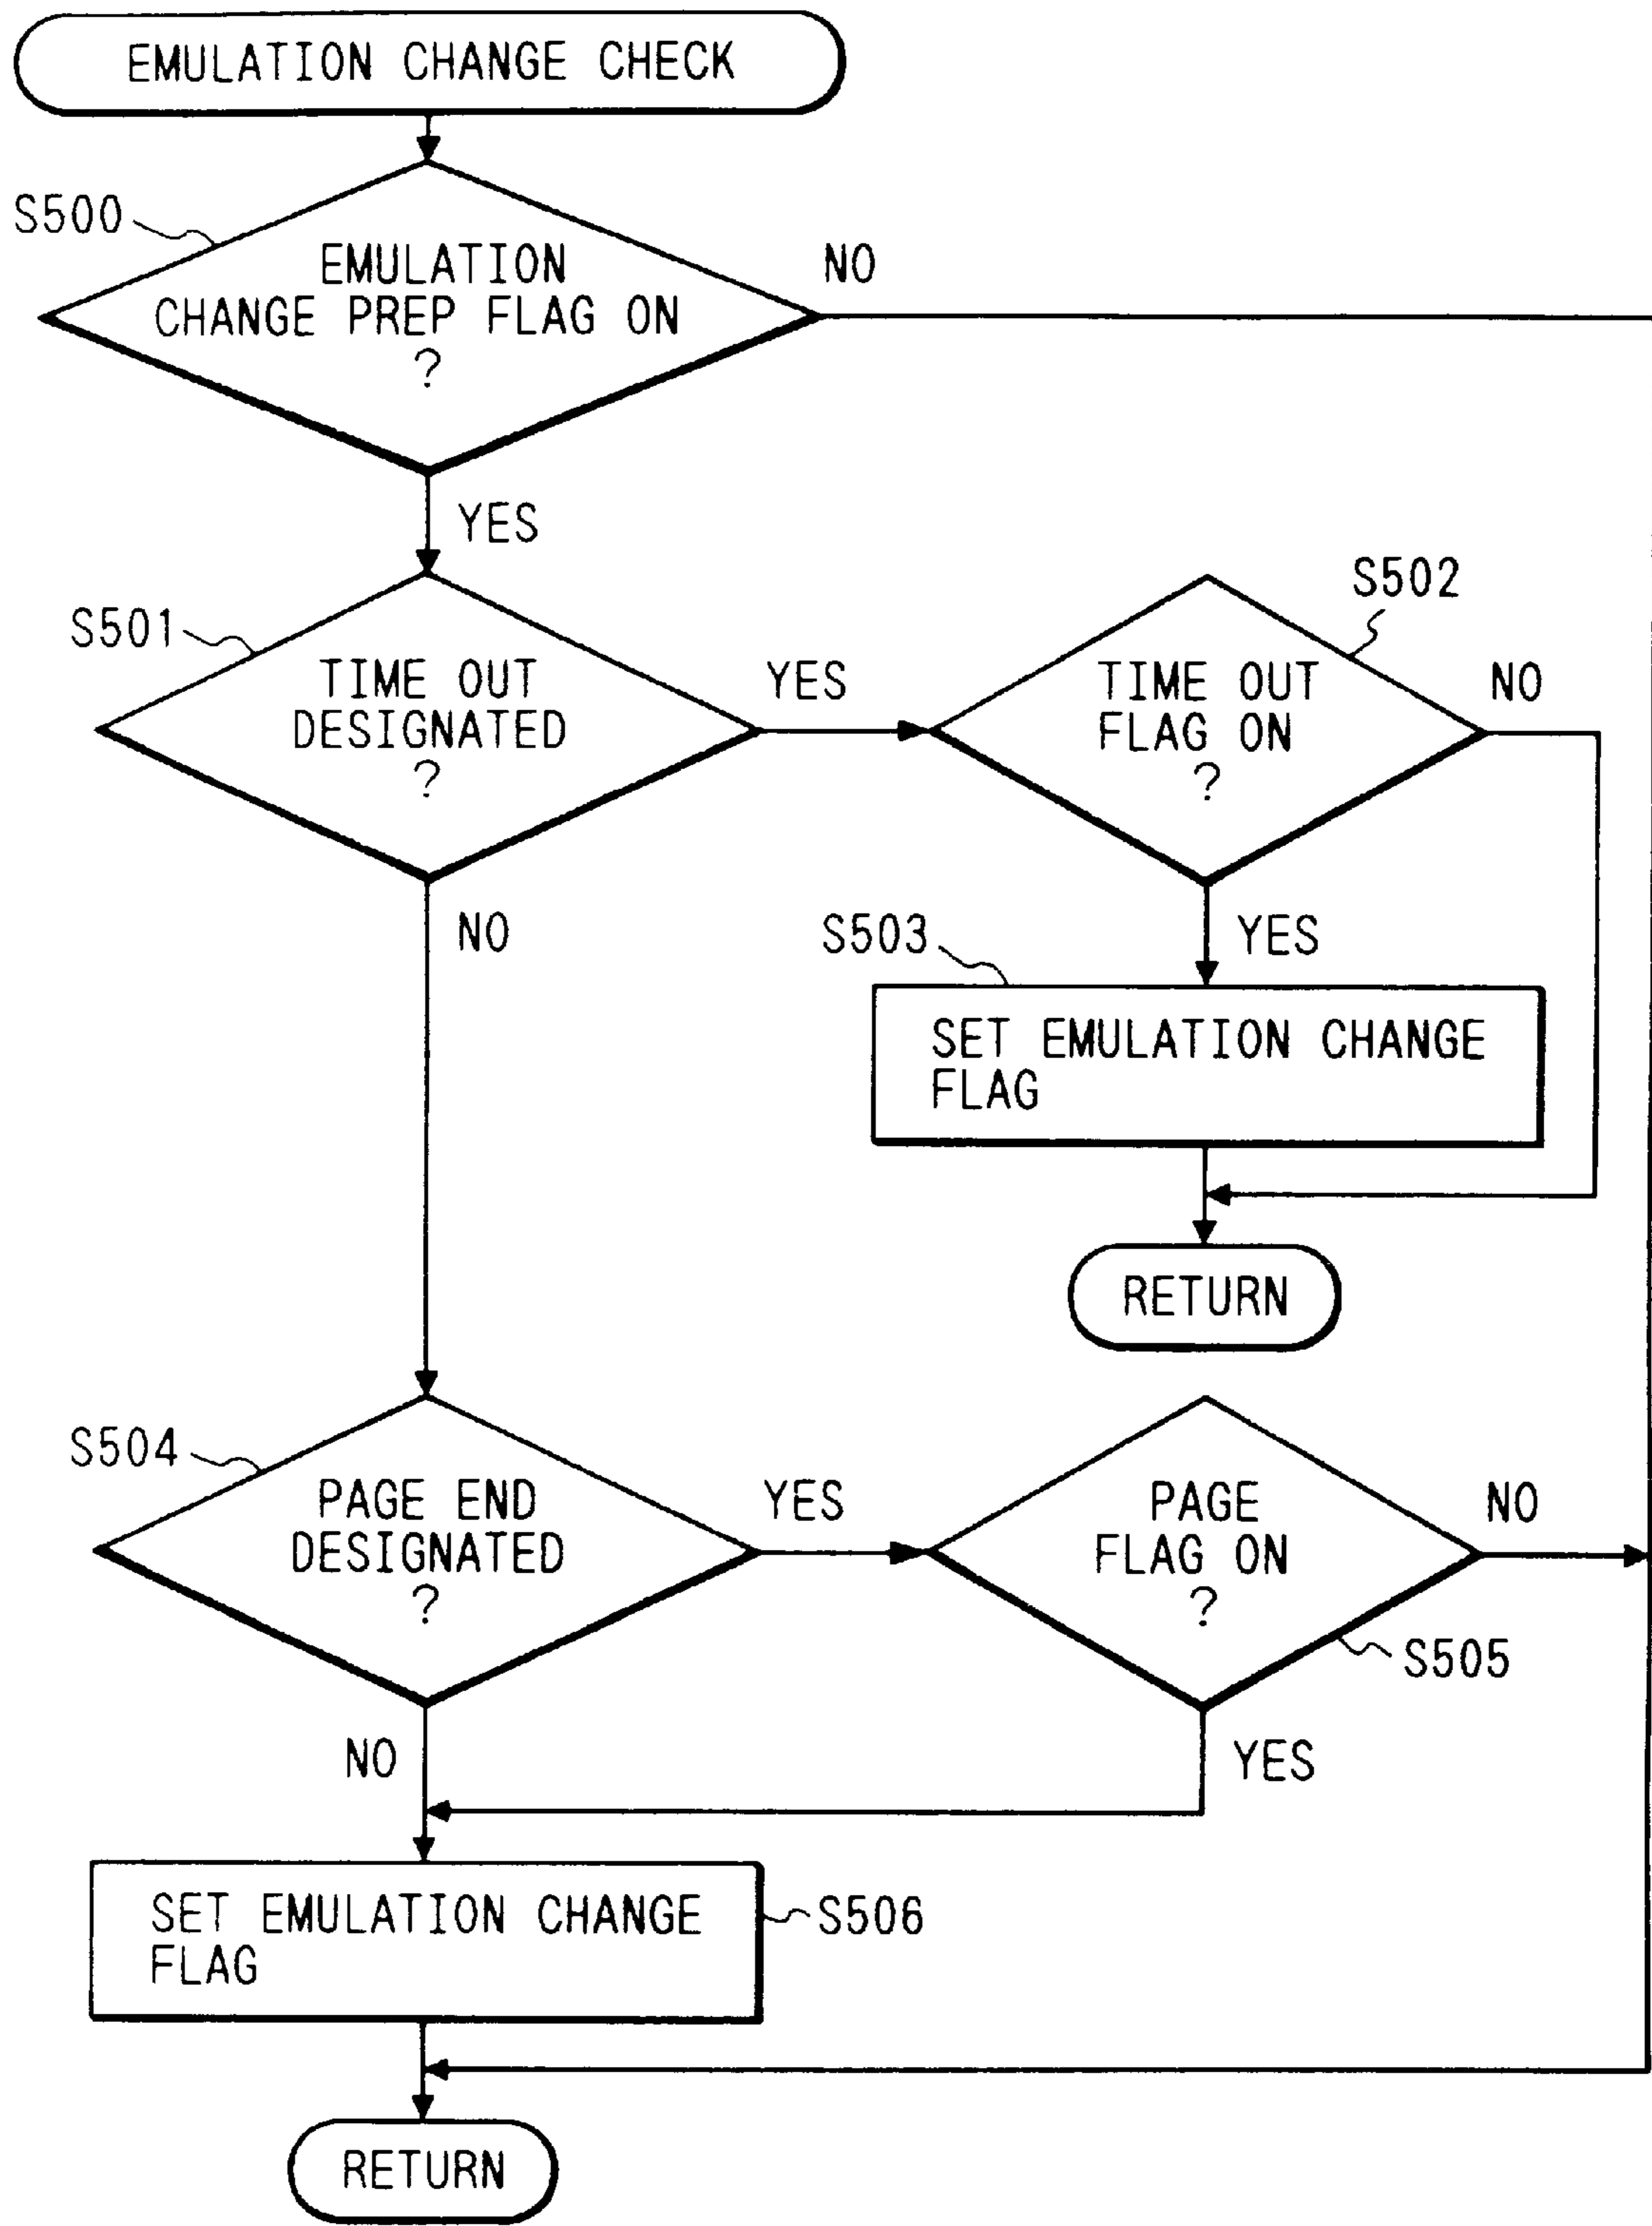 EMULATION CHANGE CHECK
S500
EMULATION
CHANGE PREP FLAG ON
?
NO
YES
S501
TIME OUT
DESIGNATED
?
YES
S502
TIME OUT
FLAG ON
?
NO
NO
YES
S503
SET EMULATION CHANGE
FLAG
RETURN
S504
PAGE END
DESIGNATED
?
YES
PAGE
FLAG ON
?
NO
S505
NO
YES
SET EMULATION CHANGE
FLAG
S506
RETURN